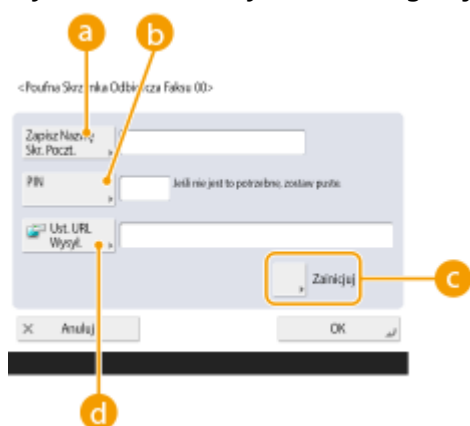 a
b
<Poufna Skrzynka Odbiorcza Faksu 00>
Zapisz Nazwę
Skr. Poczt.
PIN
Jeśli nie jest to potrzebne, zostaw puste.
Ust. URL
Wysył.
Zainicjuj
c
Anuluj
OK
d